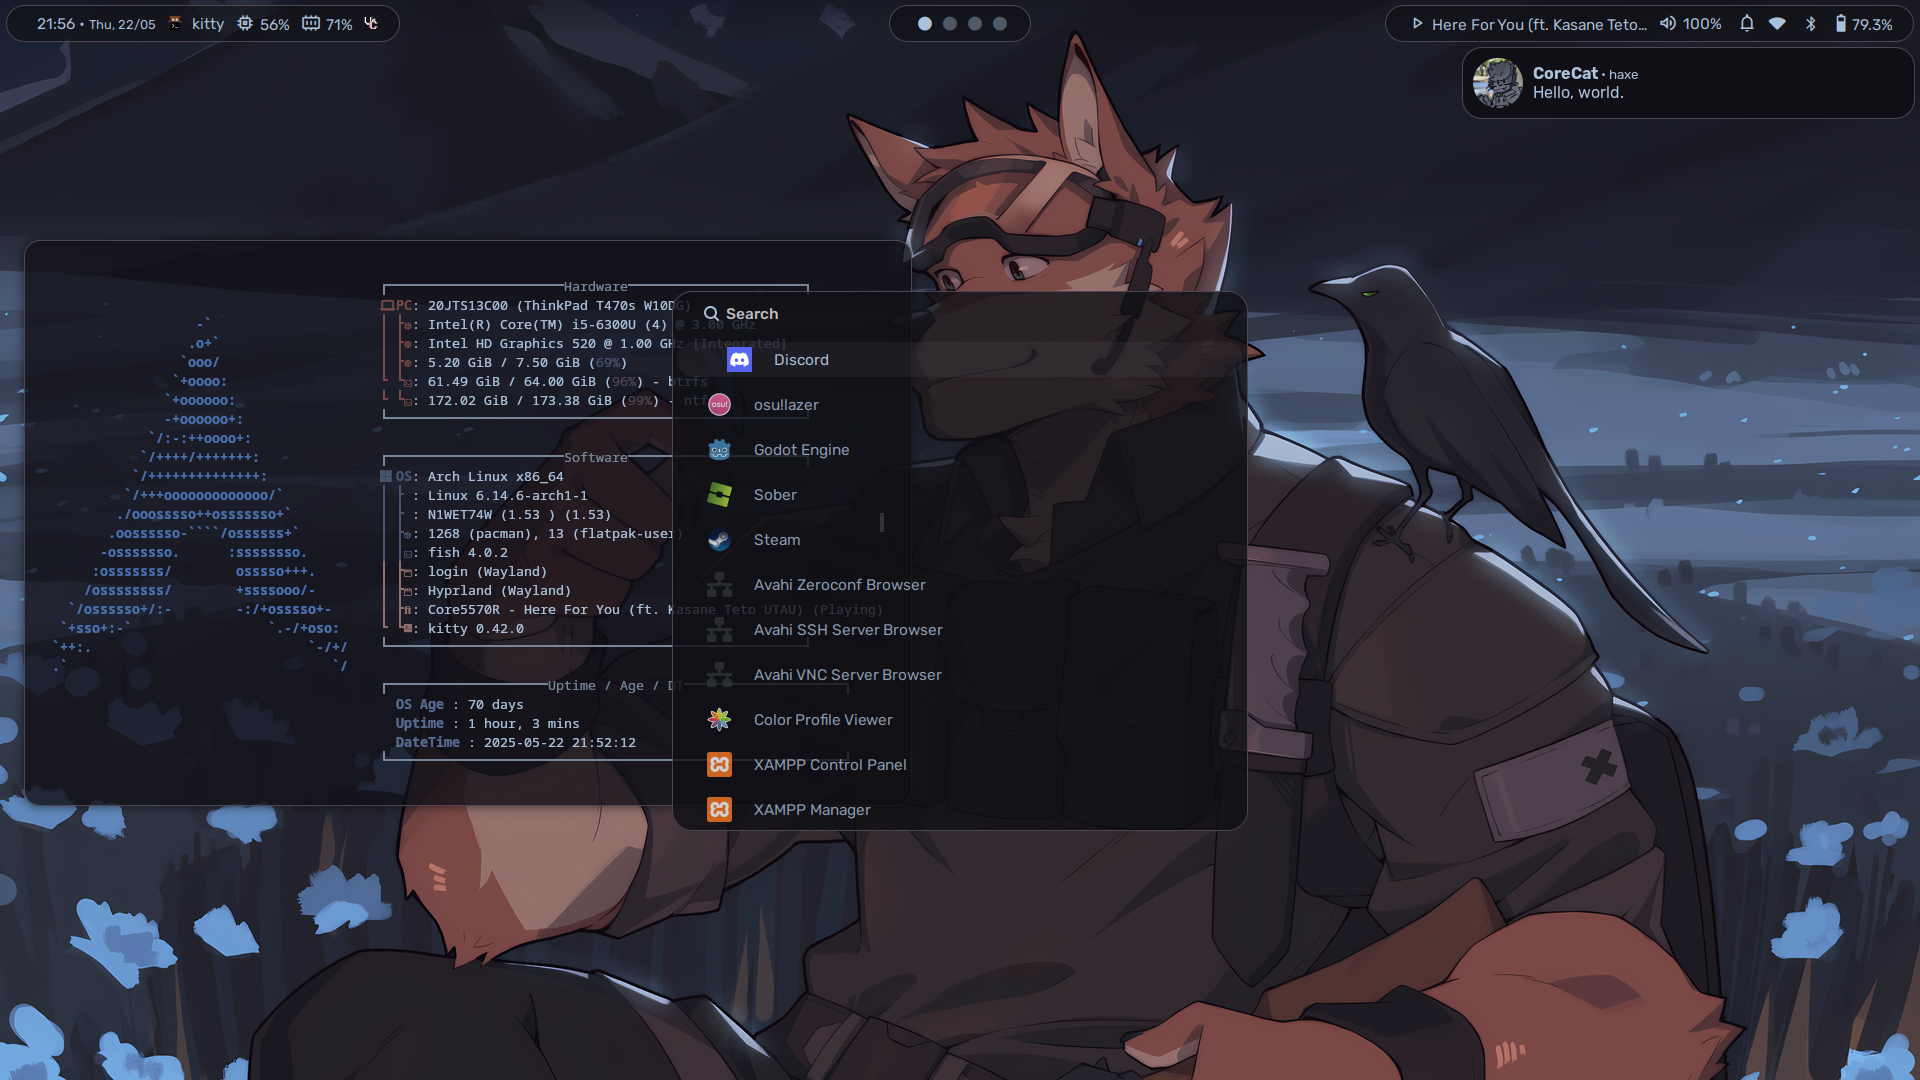 21:56 • Thu, 22/05 kitty 56% 71%
Here For You (ft. Kasane Teto... 100% 79.3%
CoreCat • haxe
Hello, world.
Hardware
PC: 20JTS13C00 (ThinkPad T470s W10DG)
: Intel(R) Core(TM) i5-6300U (4) @ 3.00 GHz
: Intel HD Graphics 520 @ 1.00 GHz [Integrated]
: 5.20 GiB / 7.50 GiB (69%)
: 61.49 GiB / 64.00 GiB (96%) - btrfs
: 172.02 GiB / 173.38 GiB (99%) - ntf
Software
OS: Arch Linux x86_64
: Linux 6.14.6-arch1-1
: N1WET74W (1.53 ) (1.53)
: 1268 (pacman), 13 (flatpak-user)
: fish 4.0.2
: login (Wayland)
: Hyprland (Wayland)
: Core5570R - Here For You (ft. Kasane Teto UTAU) (Playing)
: kitty 0.42.0
Uptime / Age / DT
OS Age : 70 days
Uptime : 1 hour, 3 mins
DateTime : 2025-05-22 21:52:12
Search
Discord
osu!lazer
Godot Engine
Sober
Steam
Avahi Zeroconf Browser
Avahi SSH Server Browser
Avahi VNC Server Browser
Color Profile Viewer
XAMPP Control Panel
XAMPP Manager